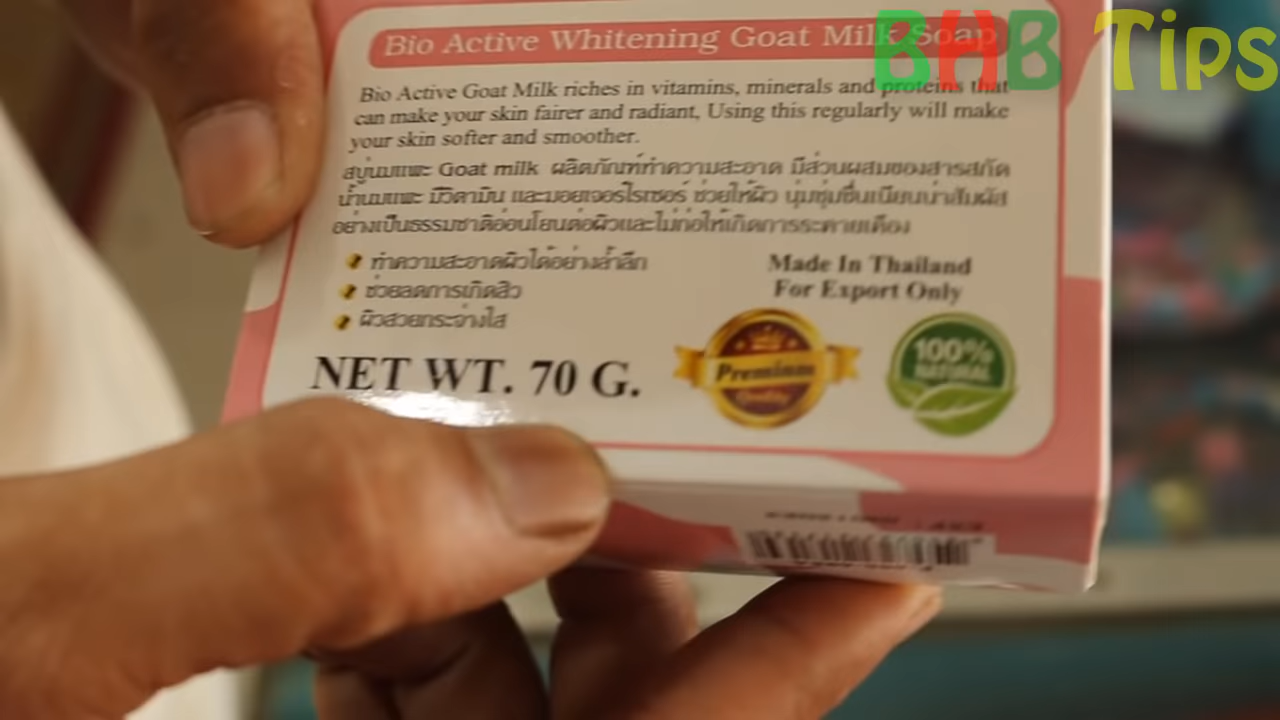 Bio Active Whitening Goat Milk Soap
BHB Tips
Bio Active Goat Milk riches in vitamins, minerals and proteins that
can make your skin fairer and radiant, Using this regularly will make
your skin softer and smoother.
สบู่นมแพะ Goat milk ผลิตภัณฑ์ทำความสะอาด มีส่วนผสมของสารสกัด
น้ำนมแพะ มีวิตามิน และมอยเจอร์ไรเซอร์ ช่วยให้ผิว นุ่มชุ่มชื่นเนียนน่าสัมผัส
อย่างเป็นธรรมชาติอ่อนโยนต่อผิวและไม่ก่อให้เกิดการระคายเคือง
ทำความสะอาดผิวได้อย่างล้ำลึก
ช่วยลดการเกิดสิว
ผิวสวยกระจ่างใส
Made In Thailand
For Export Only
NET WT. 70 G.
Premium
Quality
100%
NATURAL